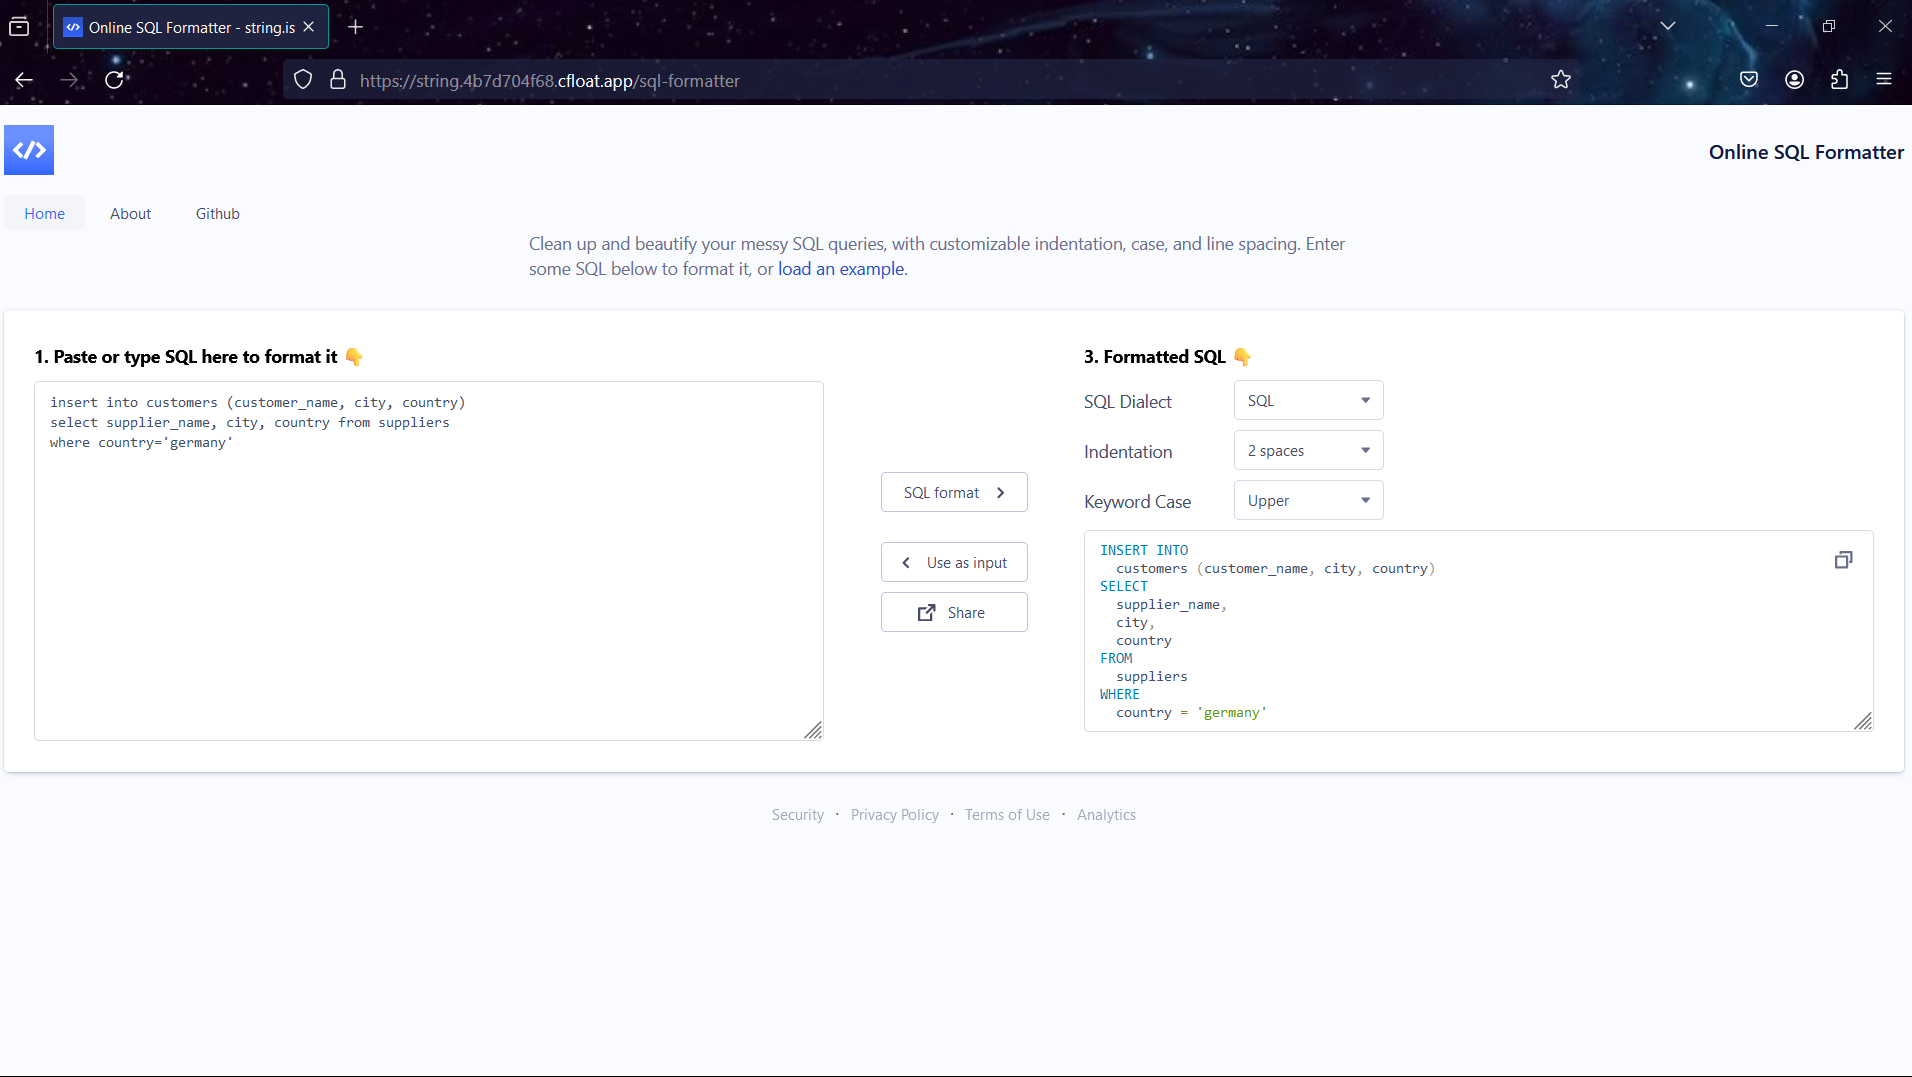 Online SQL Formatter - string.is
https://string.4b7d704f68.cfloat.app/sql-formatter
</>
Online SQL Formatter
Home
About
Github
Clean up and beautify your messy SQL queries, with customizable indentation, case, and line spacing. Enter
some SQL below to format it, or load an example.
1. Paste or type SQL here to format it 👇
insert into customers (customer_name, city, country)
select supplier_name, city, country from suppliers
where country='germany'
SQL format
Use as input
Share
3. Formatted SQL 👇
SQL Dialect
SQL
Indentation
2 spaces
Keyword Case
Upper
INSERT INTO
  customers (customer_name, city, country)
SELECT
  supplier_name,
  city,
  country
FROM
  suppliers
WHERE
  country = 'germany'
Security · Privacy Policy · Terms of Use · Analytics